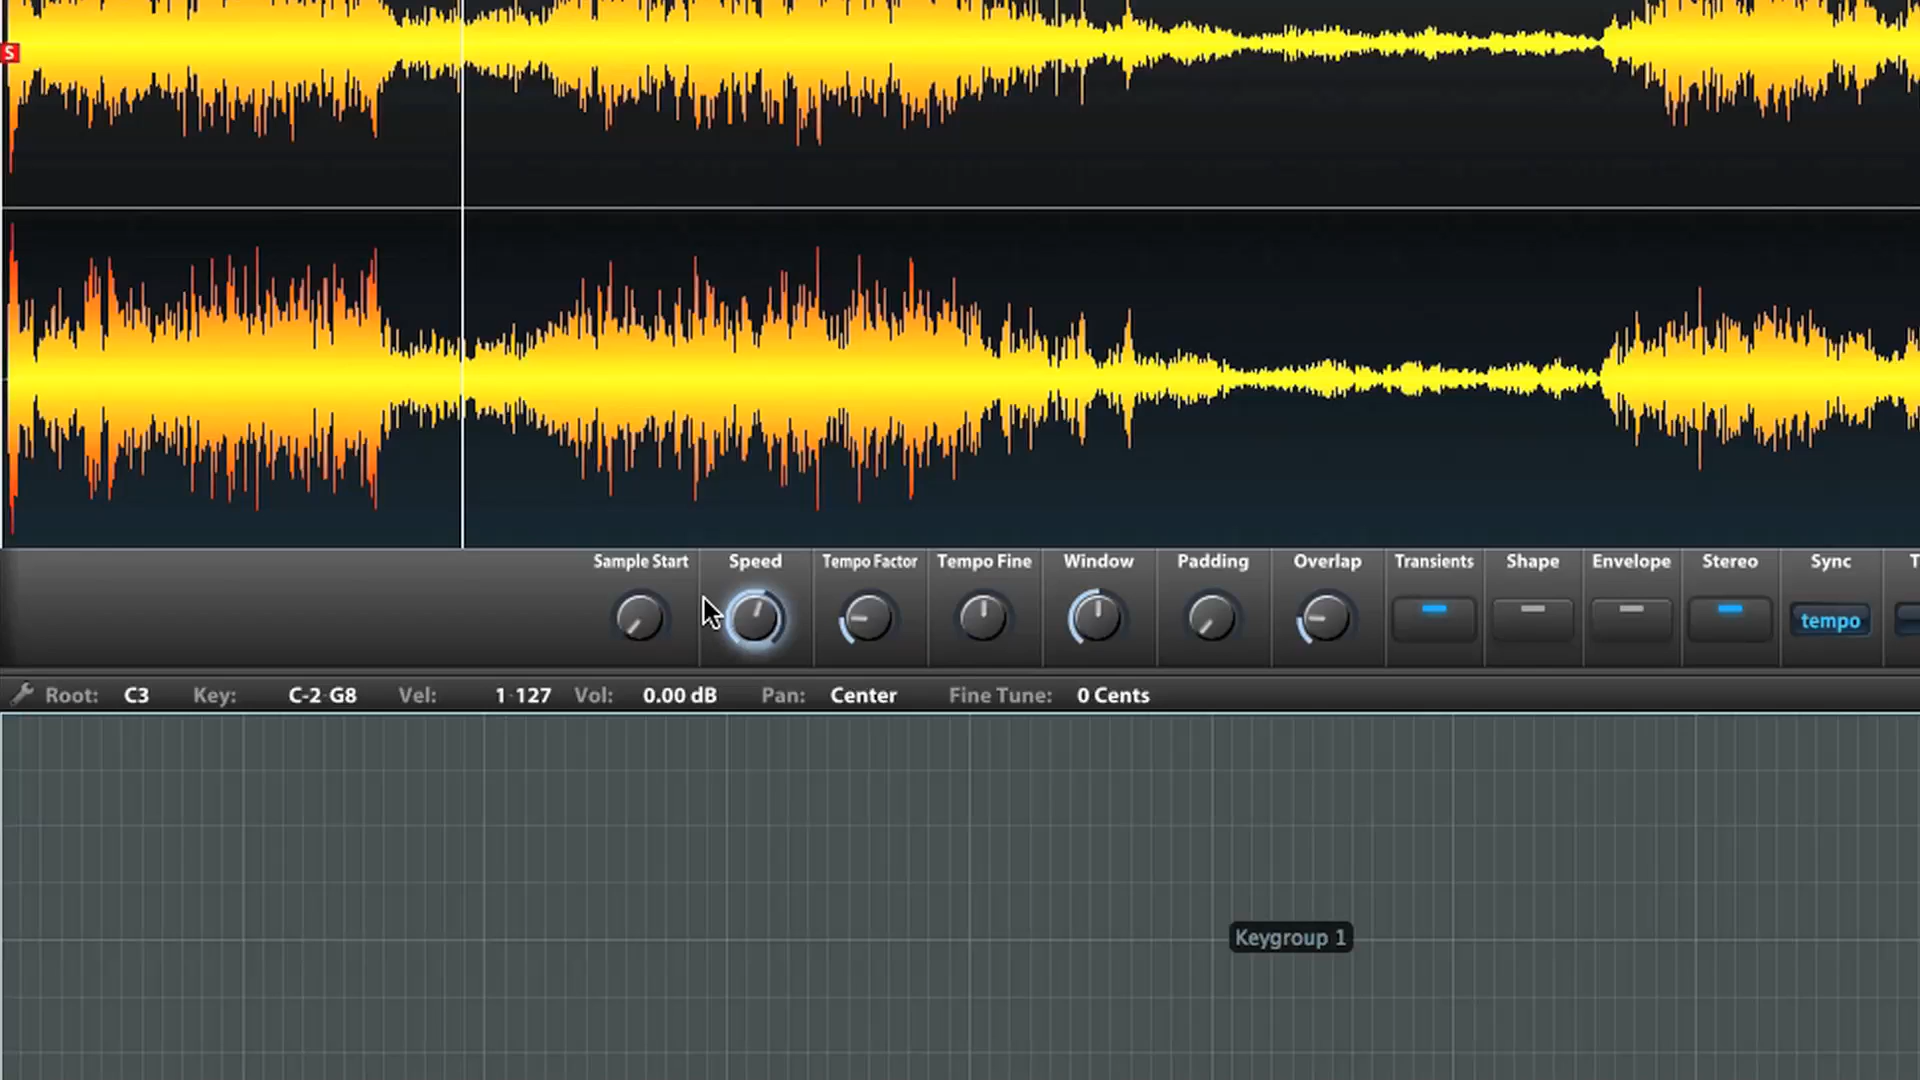 S
Sample Start Speed Tempo Factor Tempo Fine Window Padding Overlap Transients Shape Envelope Stereo Sync T
tempo
Root: C3 Key: C-2 G8 Vel: 1 127 Vol: 0.00 dB Pan: Center Fine Tune: 0 Cents
Keygroup 1